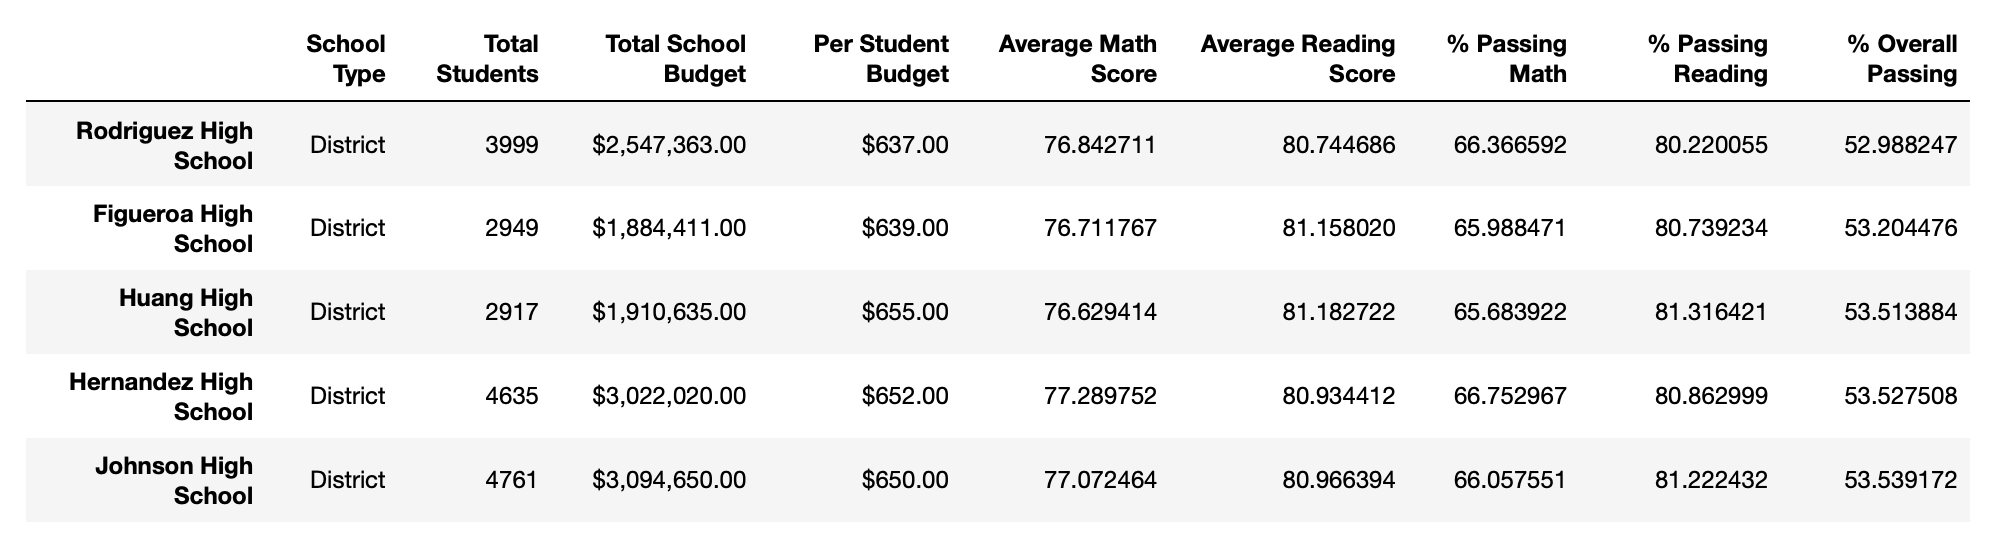 School Total Total School Per Student Average Math Average Reading % Passing % Passing % Overall
Type Students Budget Budget Score Score Math Reading Passing
Rodriguez High
School District 3999 $2,547,363.00 $637.00 76.842711 80.744686 66.366592 80.220055 52.988247
Figueroa High
School District 2949 $1,884,411.00 $639.00 76.711767 81.158020 65.988471 80.739234 53.204476
Huang High
School District 2917 $1,910,635.00 $655.00 76.629414 81.182722 65.683922 81.316421 53.513884
Hernandez High
School District 4635 $3,022,020.00 $652.00 77.289752 80.934412 66.752967 80.862999 53.527508
Johnson High
School District 4761 $3,094,650.00 $650.00 77.072464 80.966394 66.057551 81.222432 53.539172